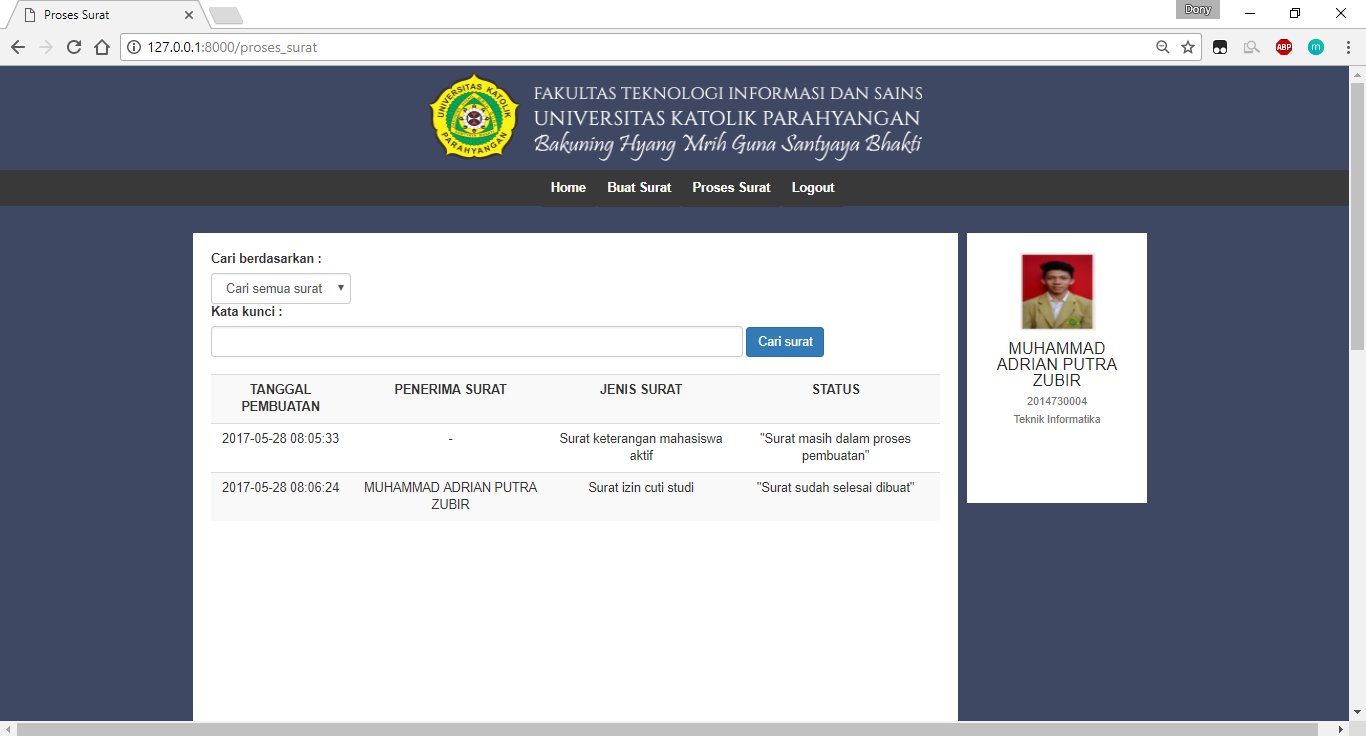 Proses Surat
Dony
127.0.0.1:8000/proses_surat
ABP
m
UNIVERSITAS KATOLIK
PARAHYANGAN
FAKULTAS TEKNOLOGI INFORMASI DAN SAINS
UNIVERSITAS KATOLIK PARAHYANGAN
Bakuning Hyang Mrih Guna Santyaya Bhakti
Home Buat Surat Proses Surat Logout
Cari berdasarkan :
Cari semua surat
Kata kunci :
Cari surat
TANGGAL PEMBUATAN PENERIMA SURAT JENIS SURAT STATUS
2017-05-28 08:05:33 - Surat keterangan mahasiswa aktif "Surat masih dalam proses pembuatan"
2017-05-28 08:06:24 MUHAMMAD ADRIAN PUTRA ZUBIR Surat izin cuti studi "Surat sudah selesai dibuat"
MUHAMMAD
ADRIAN PUTRA
ZUBIR
2014730004
Teknik Informatika